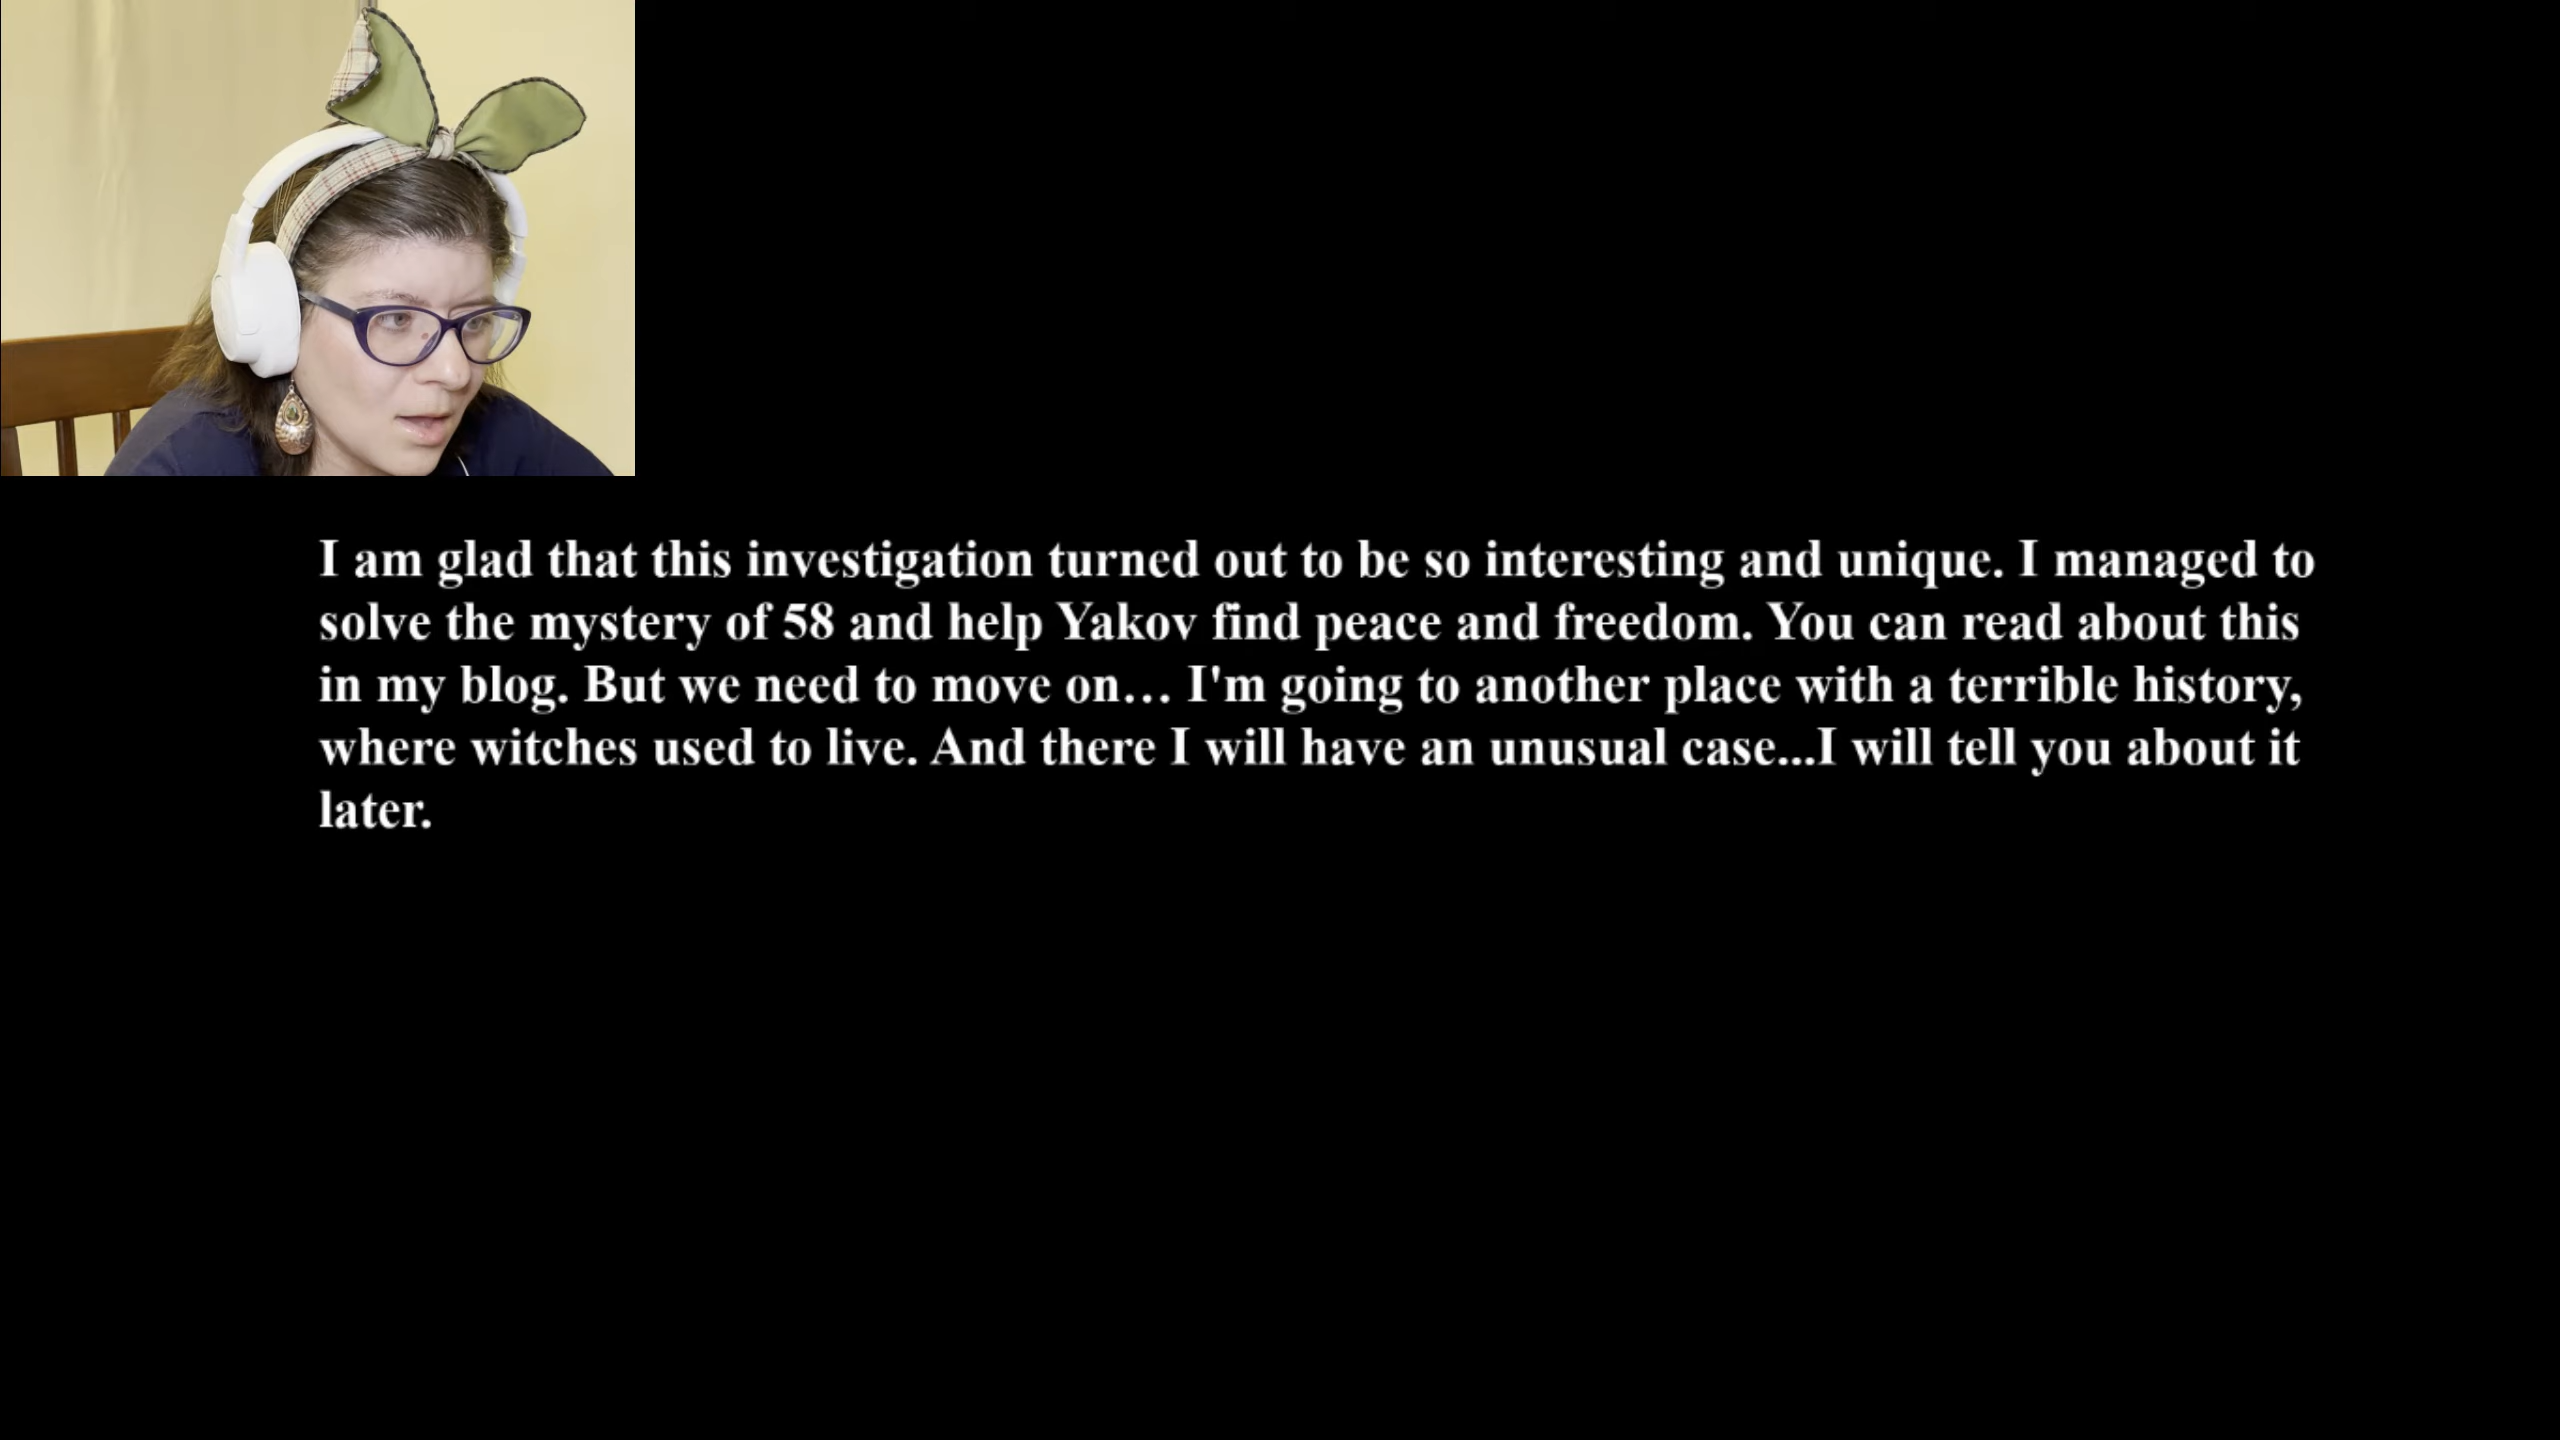 I am glad that this investigation turned out to be so interesting and unique. I managed to
solve the mystery of 58 and help Yakov find peace and freedom. You can read about this
in my blog. But we need to move on… I'm going to another place with a terrible history,
where witches used to live. And there I will have an unusual case...I will tell you about it
later.